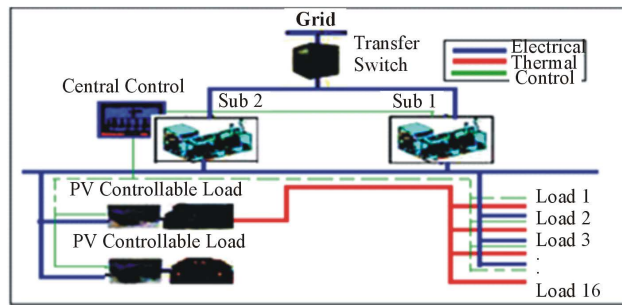 Grid
Transfer
Switch
Electrical
Thermal
Control
Central Control
Sub 2
Sub 1
PV Controllable Load
PV Controllable Load
Load 1
Load 2
Load 3
.
.
Load 16